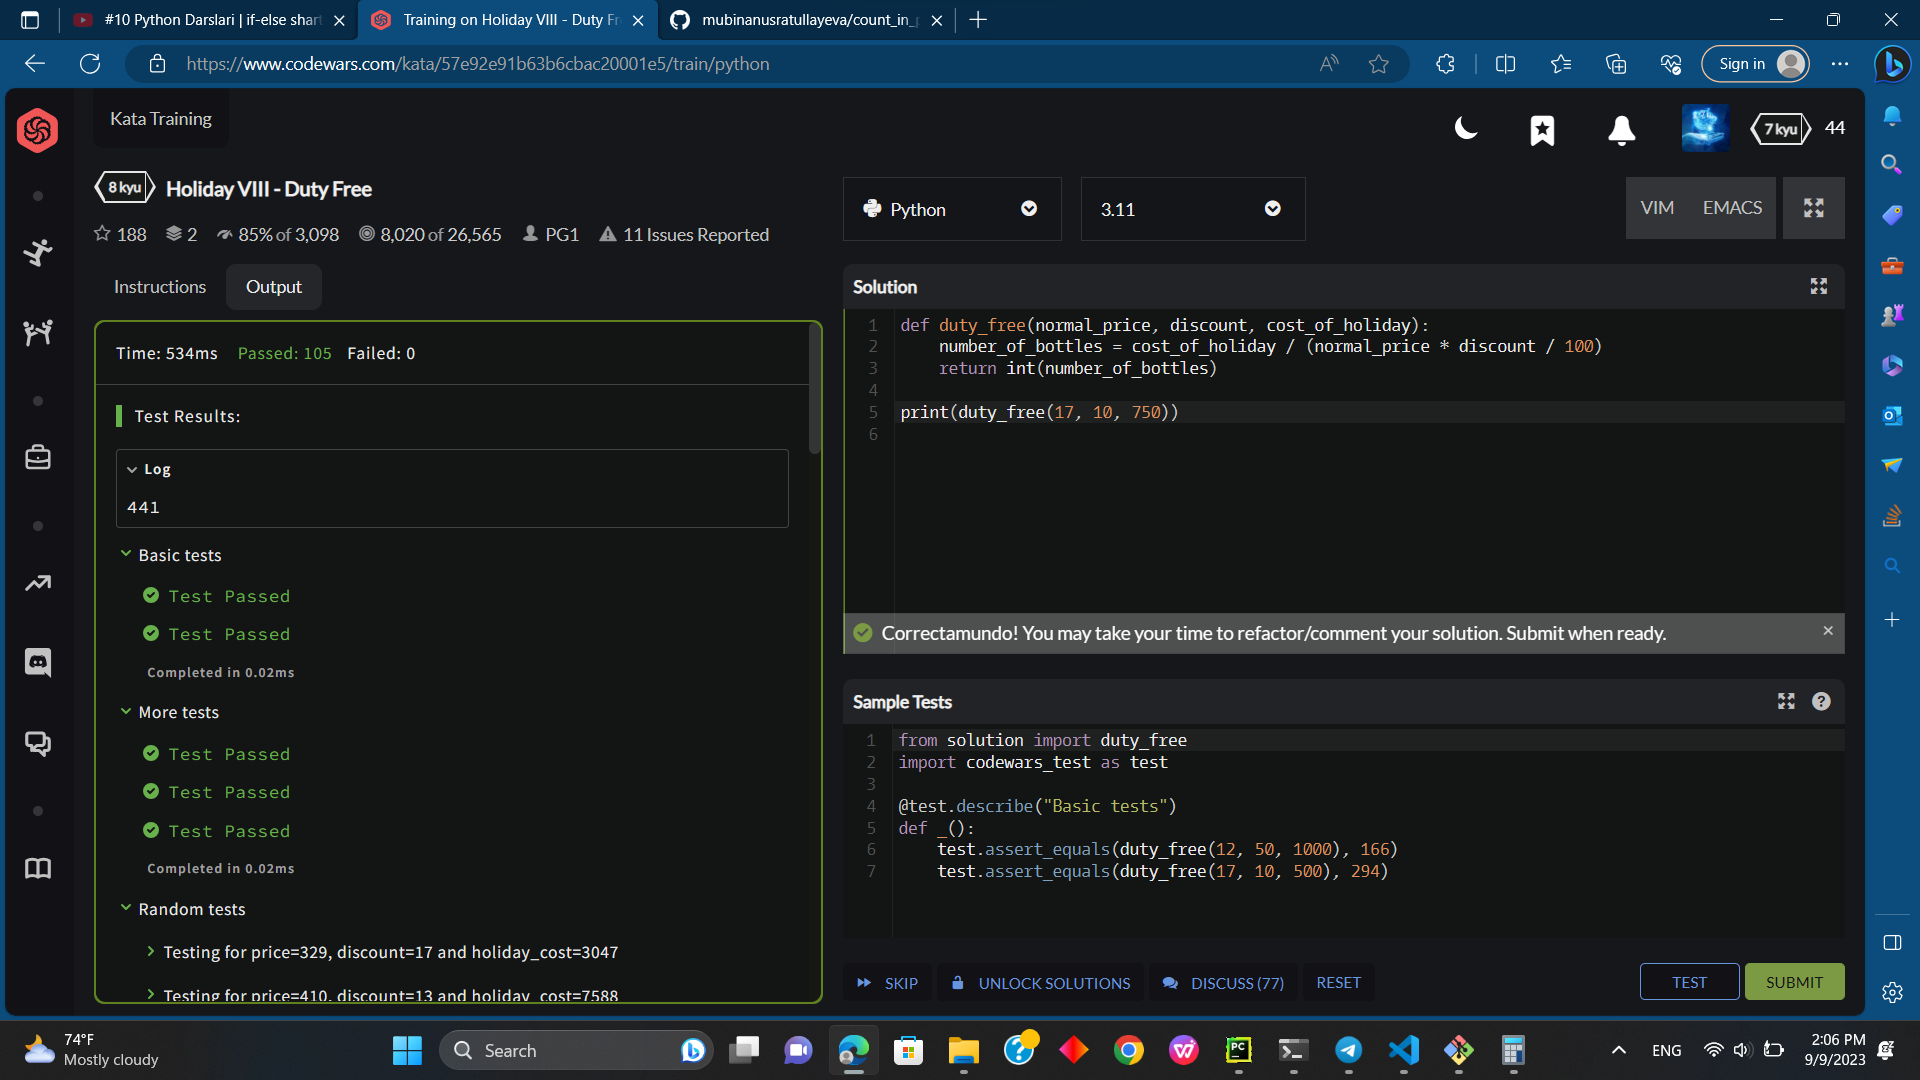 #10 Python Darslari | if-else shart
Training on Holiday VIII - Duty Fr
mubinanusratullayeva/count_in_p
https://www.codewars.com/kata/57e92e91b63b6cbac20001e5/train/python
Sign in
Kata Training
7 kyu
44
8 kyu
Holiday VIII - Duty Free
188
2
85% of 3,098
8,020 of 26,565
PG1
11 Issues Reported
Python
3.11
VIM
EMACS
Instructions
Output
Time: 534ms
Passed: 105
Failed: 0
Test Results:
Log
441
Basic tests
Test Passed
Test Passed
Completed in 0.02ms
More tests
Test Passed
Test Passed
Test Passed
Completed in 0.02ms
Random tests
Testing for price=329, discount=17 and holiday_cost=3047
Testing for price=410, discount=13 and holiday_cost=7588
Solution
1 def duty_free(normal_price, discount, cost_of_holiday):
2     number_of_bottles = cost_of_holiday / (normal_price * discount / 100)
3     return int(number_of_bottles)
4
5 print(duty_free(17, 10, 750))
6
Correctamundo! You may take your time to refactor/comment your solution. Submit when ready.
Sample Tests
1 from solution import duty_free
2 import codewars_test as test
3
4 @test.describe("Basic tests")
5 def _():
6     test.assert_equals(duty_free(12, 50, 1000), 166)
7     test.assert_equals(duty_free(17, 10, 500), 294)
SKIP
UNLOCK SOLUTIONS
DISCUSS (77)
RESET
TEST
SUBMIT
74°F
Mostly cloudy
Search
ENG
2:06 PM
9/9/2023